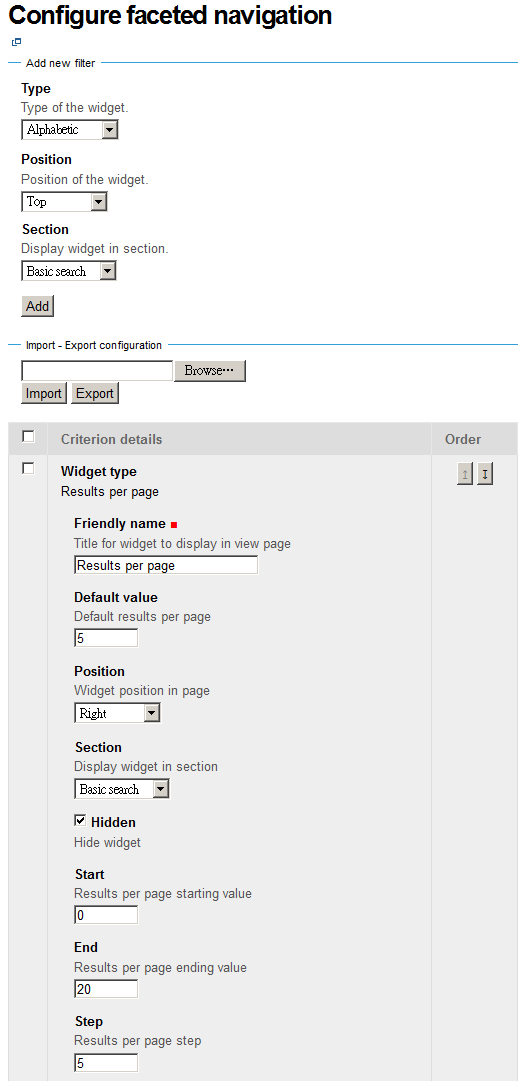 Configure faceted navigation
Add new filter
Type
Type of the widget.
Alphabetic
Position
Position of the widget.
Top
Section
Display widget in section.
Basic search
Add
Import - Export configuration
Browse…
Import Export
Criterion details Order
Widget type
Results per page
Friendly name
Title for widget to display in view page
Results per page
Default value
Default results per page
5
Position
Widget position in page
Right
Section
Display widget in section
Basic search
Hidden
Hide widget
Start
Results per page starting value
0
End
Results per page ending value
20
Step
Results per page step
5